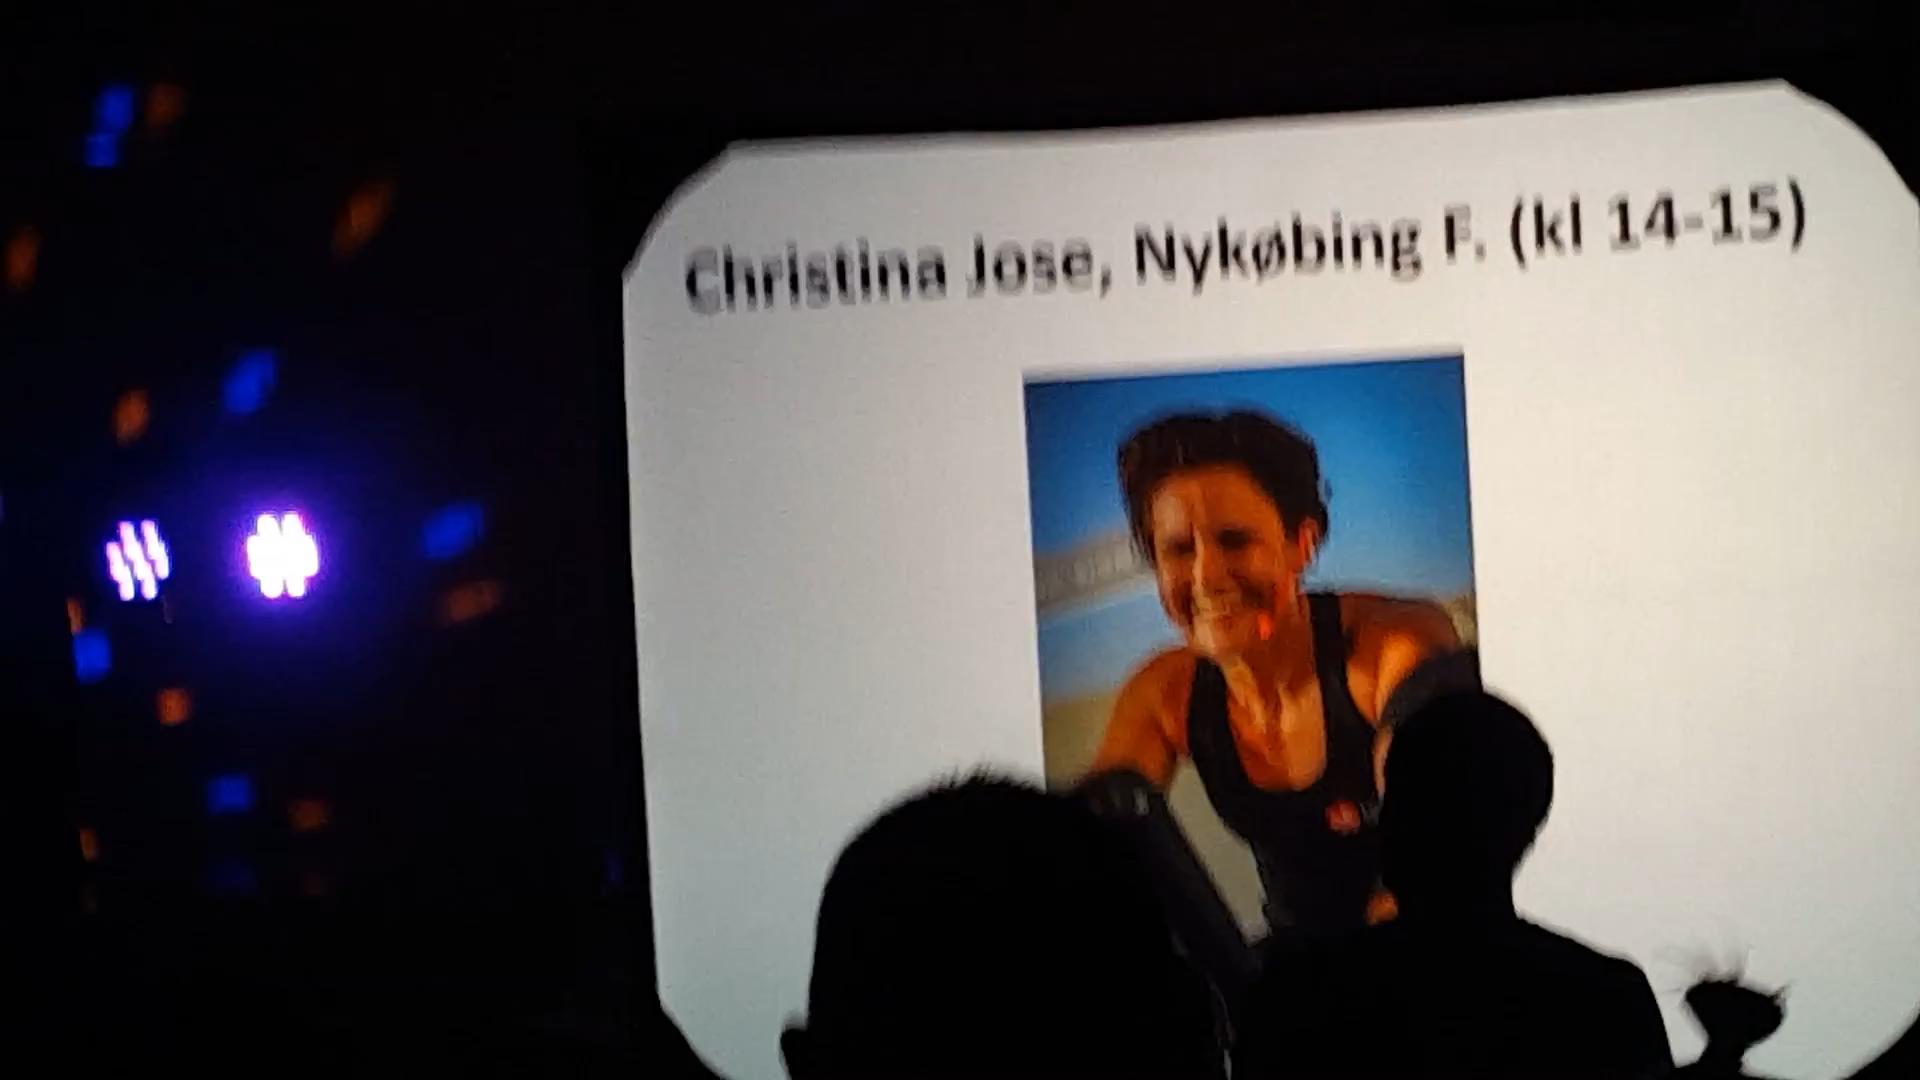 Christina Jose, Nykøbing F. (kl 14-15)